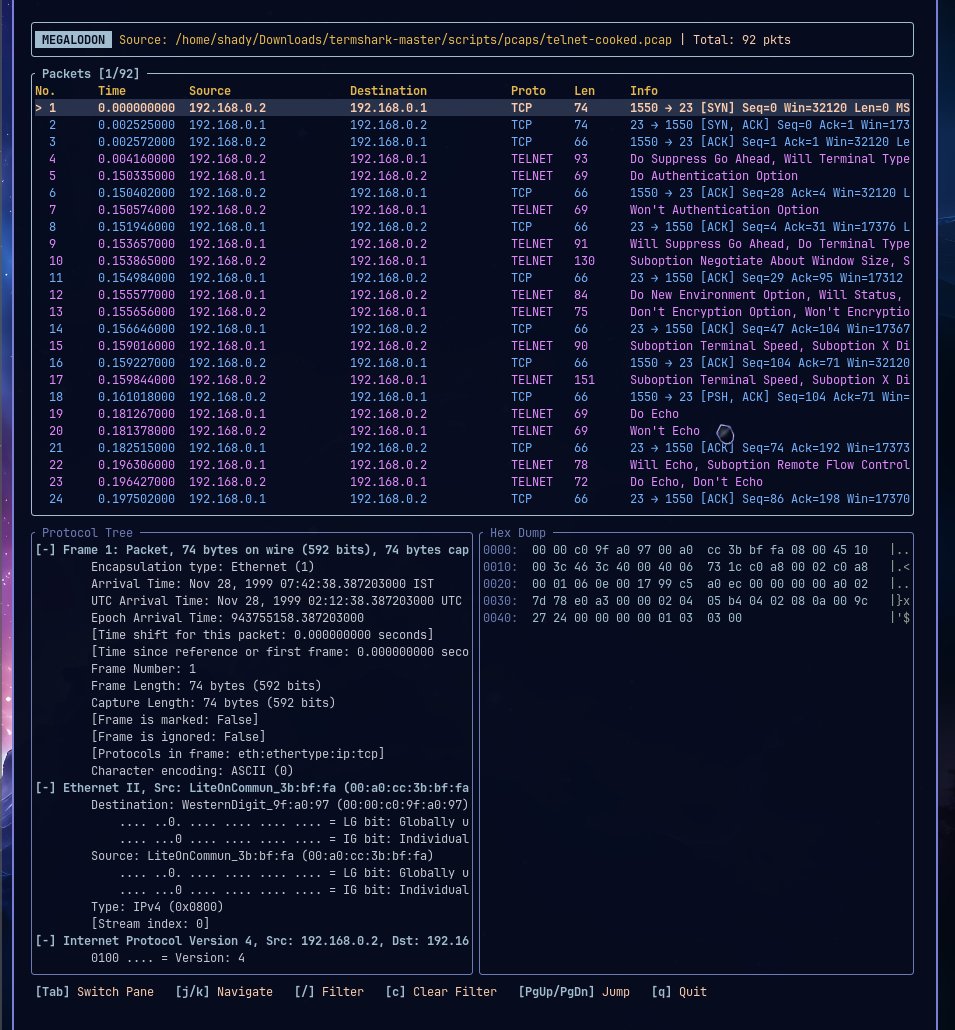 MEGALODON Source: /home/shady/Downloads/termshark-master/scripts/pcaps/telnet-cooked.pcap | Total: 92 pkts
Packets [1/92]
No. Time Source Destination Proto Len Info
> 1 0.000000000 192.168.0.2 192.168.0.1 TCP 74 1550 → 23 [SYN] Seq=0 Win=32120 Len=0 MS
2 0.002525000 192.168.0.1 192.168.0.2 TCP 74 23 → 1550 [SYN, ACK] Seq=0 Ack=1 Win=173
3 0.002572000 192.168.0.2 192.168.0.1 TCP 66 1550 → 23 [ACK] Seq=1 Ack=1 Win=32120 Le
4 0.004160000 192.168.0.2 192.168.0.1 TELNET 93 Do Suppress Go Ahead, Will Terminal Type
5 0.150335000 192.168.0.1 192.168.0.2 TELNET 69 Do Authentication Option
6 0.150402000 192.168.0.2 192.168.0.1 TCP 66 1550 → 23 [ACK] Seq=28 Ack=4 Win=32120 L
7 0.150574000 192.168.0.2 192.168.0.1 TELNET 69 Won't Authentication Option
8 0.151946000 192.168.0.1 192.168.0.2 TCP 66 23 → 1550 [ACK] Seq=4 Ack=31 Win=17376 L
9 0.153657000 192.168.0.1 192.168.0.2 TELNET 91 Will Suppress Go Ahead, Do Terminal Type
10 0.153865000 192.168.0.2 192.168.0.1 TELNET 130 Suboption Negotiate About Window Size, S
11 0.154984000 192.168.0.1 192.168.0.2 TCP 66 23 → 1550 [ACK] Seq=29 Ack=95 Win=17312
12 0.155577000 192.168.0.1 192.168.0.2 TELNET 84 Do New Environment Option, Will Status,
13 0.155656000 192.168.0.2 192.168.0.1 TELNET 75 Don't Encryption Option, Won't Encryptio
14 0.156646000 192.168.0.1 192.168.0.2 TCP 66 23 → 1550 [ACK] Seq=47 Ack=104 Win=17367
15 0.159016000 192.168.0.1 192.168.0.2 TELNET 90 Suboption Terminal Speed, Suboption X Di
16 0.159227000 192.168.0.2 192.168.0.1 TCP 66 1550 → 23 [ACK] Seq=104 Ack=71 Win=32120
17 0.159844000 192.168.0.2 192.168.0.1 TELNET 151 Suboption Terminal Speed, Suboption X Di
18 0.161018000 192.168.0.2 192.168.0.1 TCP 66 1550 → 23 [PSH, ACK] Seq=104 Ack=71 Win=
19 0.181267000 192.168.0.1 192.168.0.2 TELNET 69 Do Echo
20 0.181378000 192.168.0.2 192.168.0.1 TELNET 69 Won't Echo
21 0.182515000 192.168.0.1 192.168.0.2 TCP 66 23 → 1550 [ACK] Seq=74 Ack=192 Win=17373
22 0.196306000 192.168.0.1 192.168.0.2 TELNET 78 Will Echo, Suboption Remote Flow Control
23 0.196427000 192.168.0.2 192.168.0.1 TELNET 72 Do Echo, Don't Echo
24 0.197502000 192.168.0.1 192.168.0.2 TCP 66 23 → 1550 [ACK] Seq=86 Ack=198 Win=17370
Protocol Tree
[-] Frame 1: Packet, 74 bytes on wire (592 bits), 74 bytes cap
Encapsulation type: Ethernet (1)
Arrival Time: Nov 28, 1999 07:42:38.387203000 IST
UTC Arrival Time: Nov 28, 1999 02:12:38.387203000 UTC
Epoch Arrival Time: 943755158.387203000
[Time shift for this packet: 0.000000000 seconds]
[Time since reference or first frame: 0.000000000 seco
Frame Number: 1
Frame Length: 74 bytes (592 bits)
Capture Length: 74 bytes (592 bits)
[Frame is marked: False]
[Frame is ignored: False]
[Protocols in frame: eth:ethertype:ip:tcp]
Character encoding: ASCII (0)
[-] Ethernet II, Src: LiteOnCommun_3b:bf:fa (00:a0:cc:3b:bf:fa
Destination: WesternDigit_9f:a0:97 (00:00:c0:9f:a0:97)
.... ..0. .... .... .... .... = LG bit: Globally u
.... ...0 .... .... .... .... = IG bit: Individual
Source: LiteOnCommun_3b:bf:fa (00:a0:cc:3b:bf:fa)
.... ..0. .... .... .... .... = LG bit: Globally u
.... ...0 .... .... .... .... = IG bit: Individual
Type: IPv4 (0x0800)
[Stream index: 0]
[-] Internet Protocol Version 4, Src: 192.168.0.2, Dst: 192.16
0100 .... = Version: 4
Hex Dump
0000: 00 00 c0 9f a0 97 00 a0 cc 3b bf fa 08 00 45 10 |..
0010: 00 3c 46 3c 40 00 40 06 73 1c c0 a8 00 02 c0 a8 |.<
0020: 00 01 06 0e 00 17 99 c5 a0 ec 00 00 00 00 a0 02 |..
0030: 7d 78 e0 a3 00 00 02 04 05 b4 04 02 08 0a 00 9c |}x
0040: 27 24 00 00 00 00 01 03 03 00 |'$
[Tab] Switch Pane [j/k] Navigate [/] Filter [c] Clear Filter [PgUp/PgDn] Jump [q] Quit